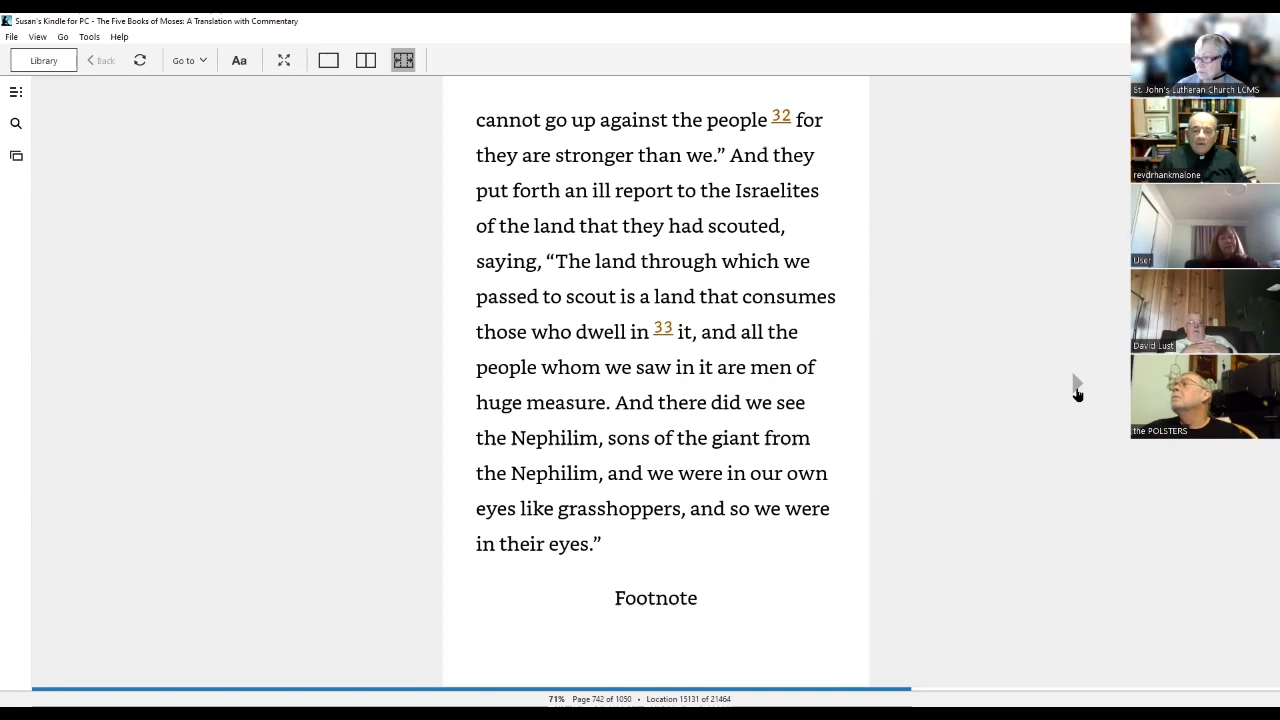 Susan's Kindle for PC - The Five Books of Moses: A Translation with Commentary
File View Go Tools Help
Library Back Go to Aa
cannot go up against the people 32 for
they are stronger than we.” And they
put forth an ill report to the Israelites
of the land that they had scouted,
saying, “The land through which we
passed to scout is a land that consumes
those who dwell in 33 it, and all the
people whom we saw in it are men of
huge measure. And there did we see
the Nephilim, sons of the giant from
the Nephilim, and we were in our own
eyes like grasshoppers, and so we were
in their eyes.”
Footnote
71% Page 742 of 1050 • Location 15131 of 21464
St. John's Lutheran Church LCMS
revdrhankmalone
User
David Lust
the POLSTERS